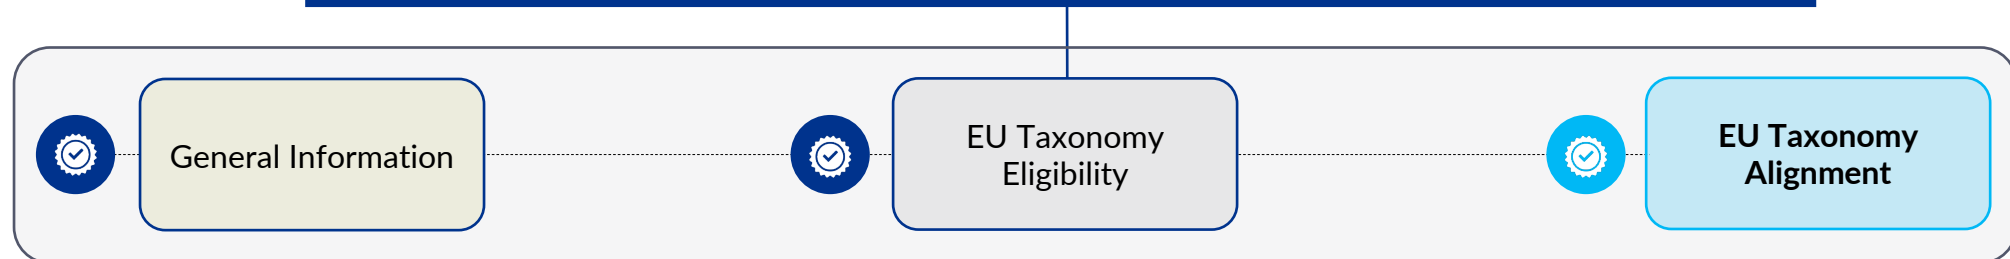 General Information
EU Taxonomy
Eligibility
EU Taxonomy
Alignment